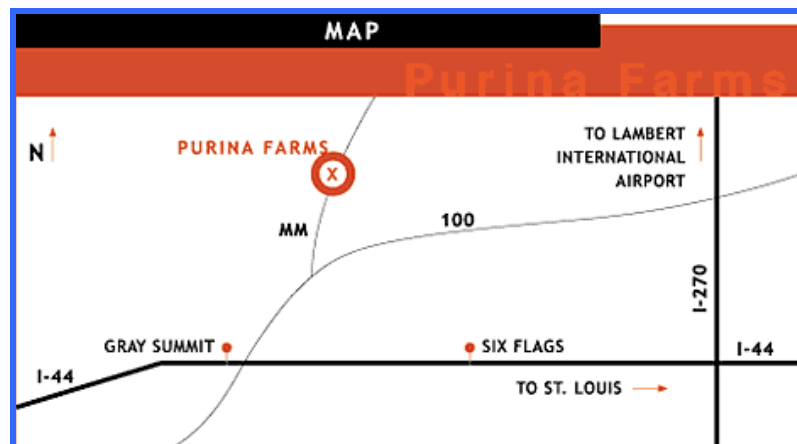 MAP
Purina Farms
N
PURINA FARMS
X
TO LAMBERT
INTERNATIONAL
AIRPORT
MM
100
I-270
GRAY SUMMIT
SIX FLAGS
I-44
I-44
TO ST. LOUIS